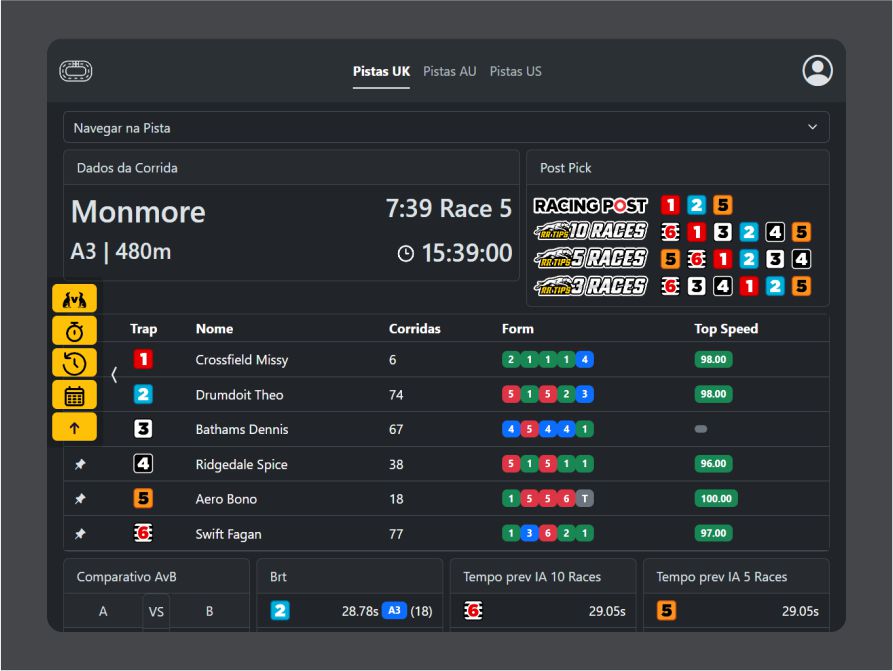 Pistas UK Pistas AU Pistas US
Navegar na Pista
Dados da Corrida
Monmore 7:39 Race 5
A3 | 480m 15:39:00
Post Pick
RACING POST 1 2 5
RR.TIPS 10 RACES 6 1 3 2 4 5
RR.TIPS 5 RACES 5 6 1 2 3 4
RR.TIPS 3 RACES 6 3 4 1 2 5
Trap Nome Corridas Form Top Speed
1 Crossfield Missy 6 2 1 1 1 4 98.00
2 Drumdoit Theo 74 5 1 5 2 3 98.00
3 Bathams Dennis 67 4 5 4 4 1
4 Ridgedale Spice 38 5 1 5 1 1 96.00
5 Aero Bono 18 1 5 5 6 T 100.00
6 Swift Fagan 77 1 3 6 2 1 97.00
Comparativo AvB
A VS B
Brt
2 28.78s A3 (18)
Tempo prev IA 10 Races
6 29.05s
Tempo prev IA 5 Races
5 29.05s